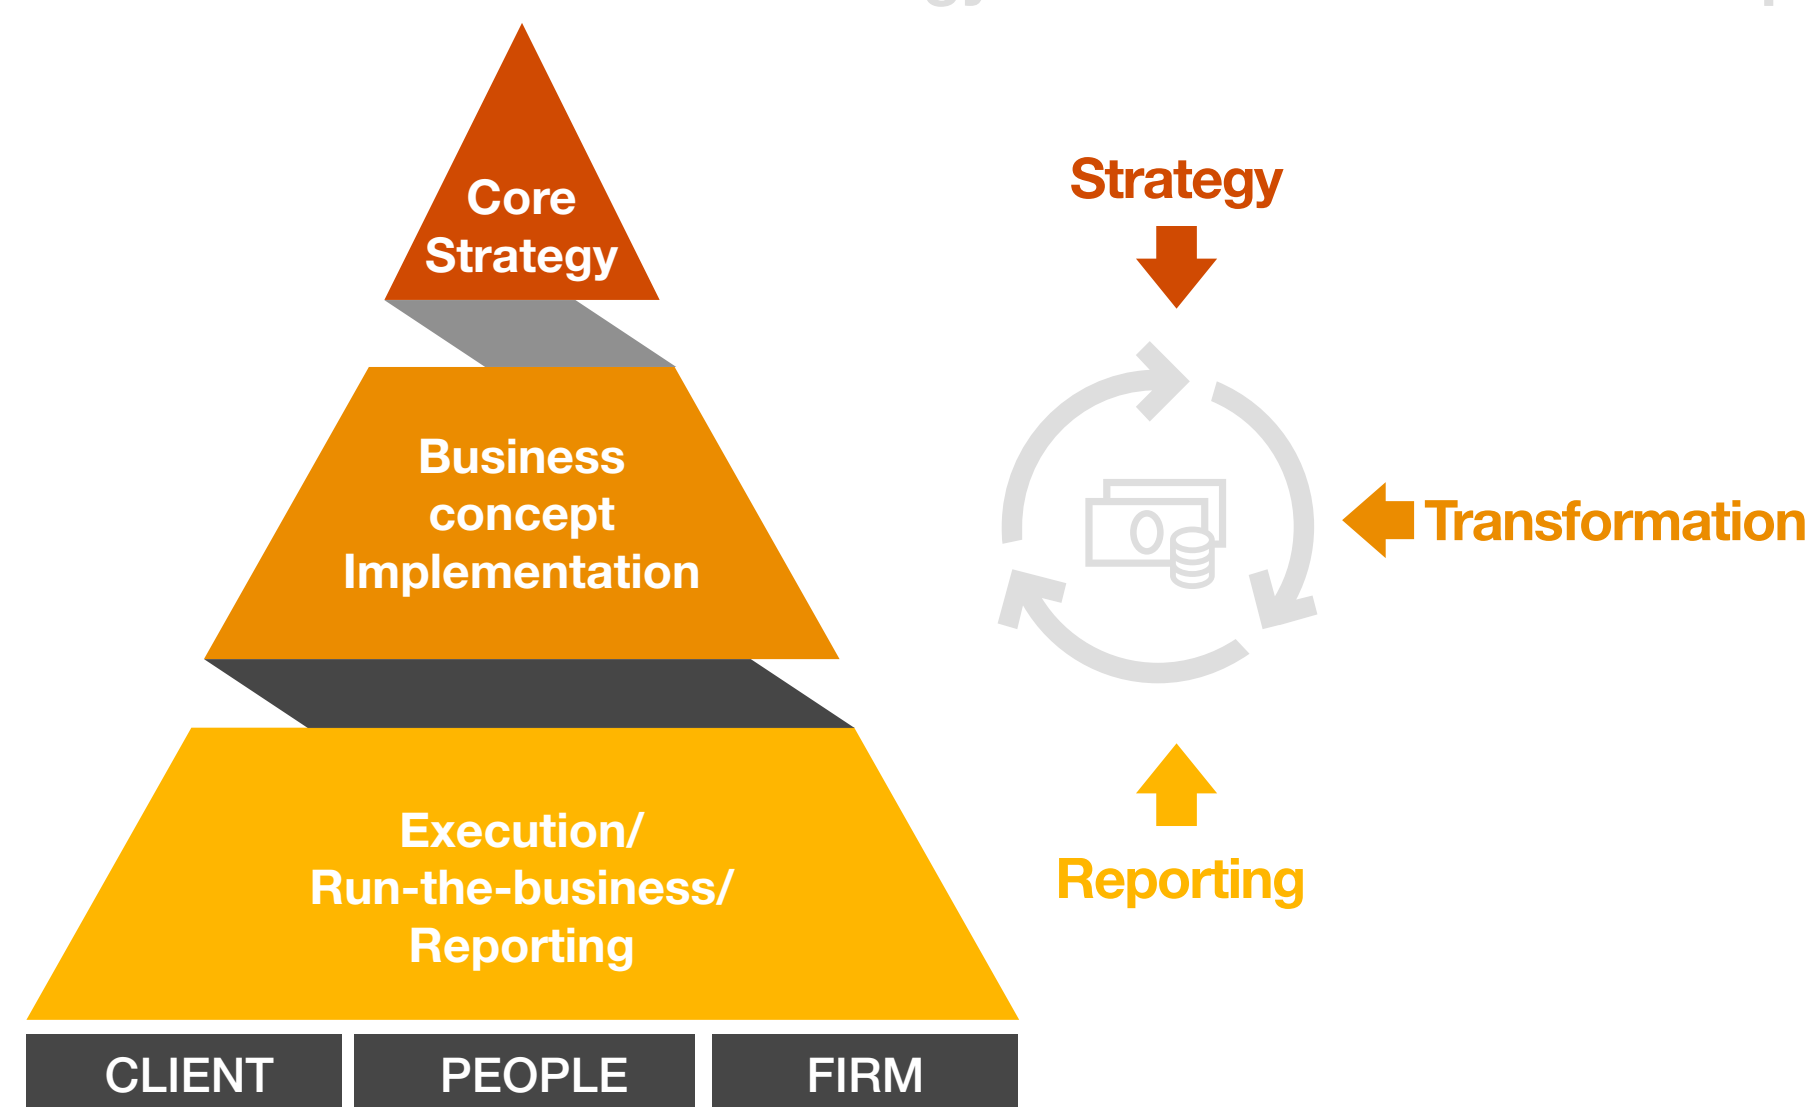 Core
Strategy
Business
concept
Implementation
Execution/
Run-the-business/
Reporting
CLIENT
PEOPLE
FIRM
Strategy
Transformation
Reporting